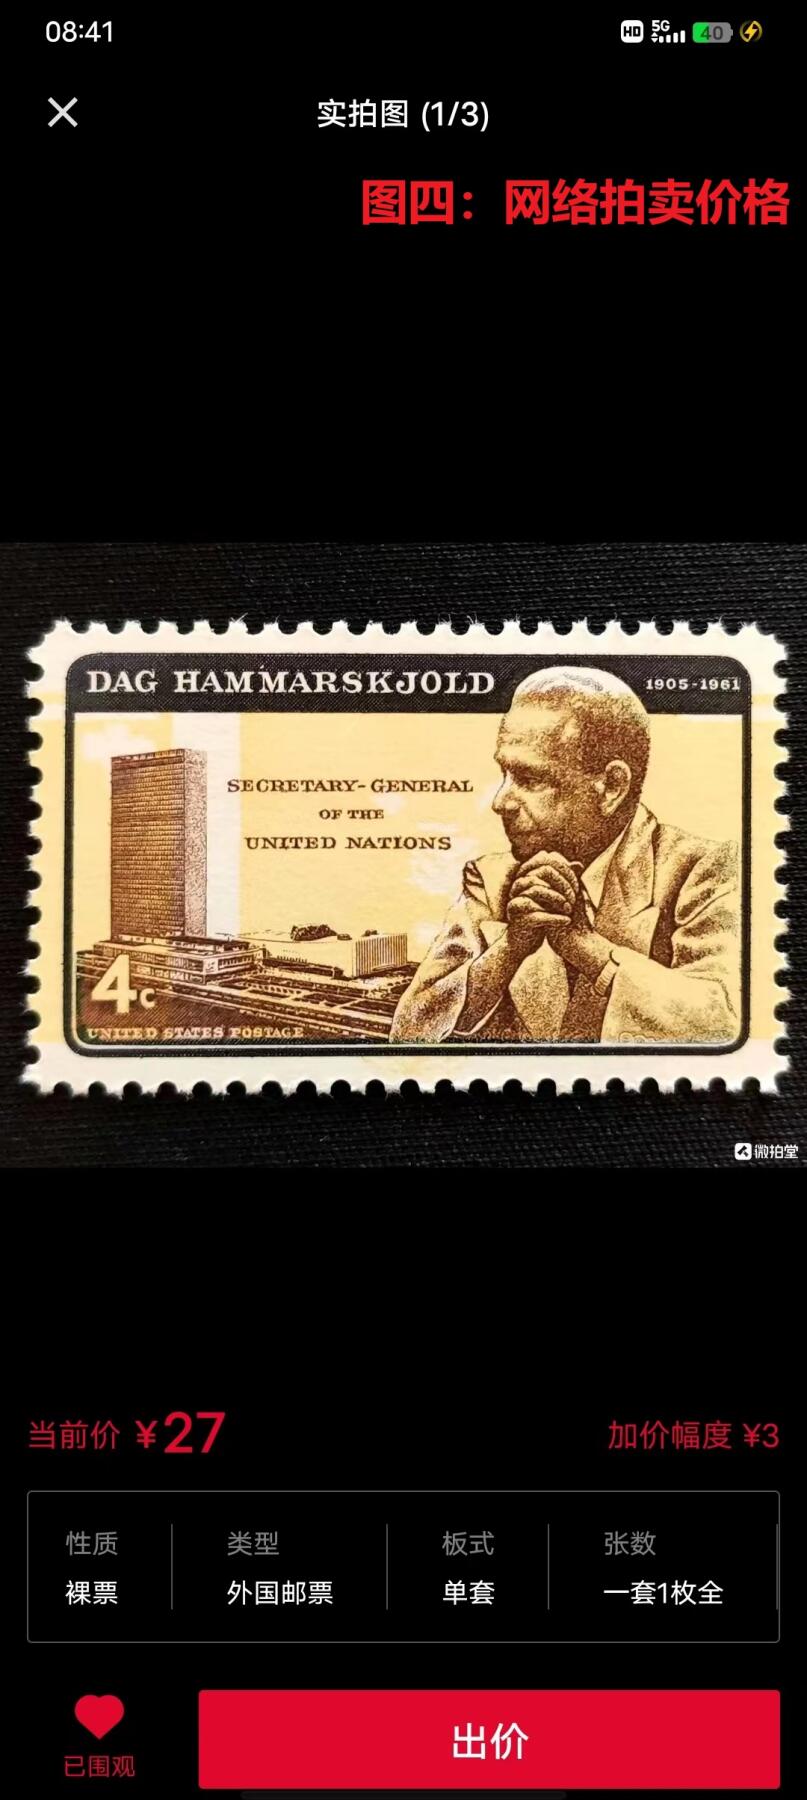 08:41
HD 5G 40
实拍图 (1/3)
图四：网络拍卖价格
DAG HAMMARSKJOLD
1905-1961
SECRETARY-GENERAL
OF THE
UNITED NATIONS
4c
UNITED STATES POSTAGE
微拍堂
当前价 ¥27
加价幅度 ¥3
性质 类型 板式 张数
裸票 外国邮票 单套 一套1枚全
已围观
出价